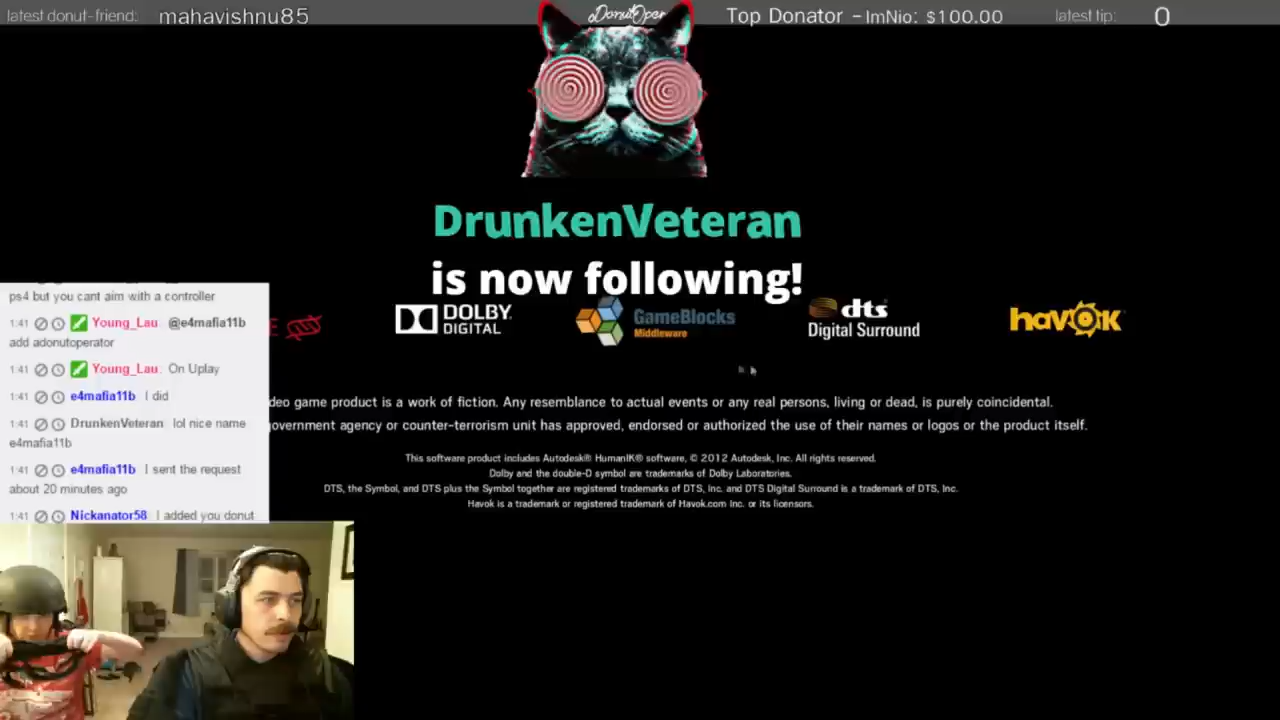 latest donut-friend: mahavishnu85
aDonutOper
Top Donator - ImNio: $100.00
latest tip: 0
DrunkenVeteran
is now following!
DOLBY
DIGITAL
GameBlocks
Middleware
dts
Digital Surround
havok
deo game product is a work of fiction. Any resemblance to actual events or any real persons, living or dead, is purely coincidental.
government agency or counter-terrorism unit has approved, endorsed or authorized the use of their names or logos or the product itself.
This software product includes Autodesk® HumanIK® software, © 2012 Autodesk, Inc. All rights reserved.
Dolby and the double-D symbol are trademarks of Dolby Laboratories.
DTS, the Symbol, and DTS plus the Symbol together are registered trademarks of DTS, Inc. and DTS Digital Surround is a trademark of DTS, Inc.
Havok is a trademark or registered trademark of Havok.com Inc. or its licensors.
ps4 but you cant aim with a controller
1:41 Young_Lau: @e4mafia11b
add adonutoperator
1:41 Young_Lau: On Uplay
1:41 e4mafia11b I did
1:41 DrunkenVeteran lol nice name
e4mafia11b
1:41 e4mafia11b I sent the request
about 20 minutes ago
1:41 Nickanator58 I added you donut